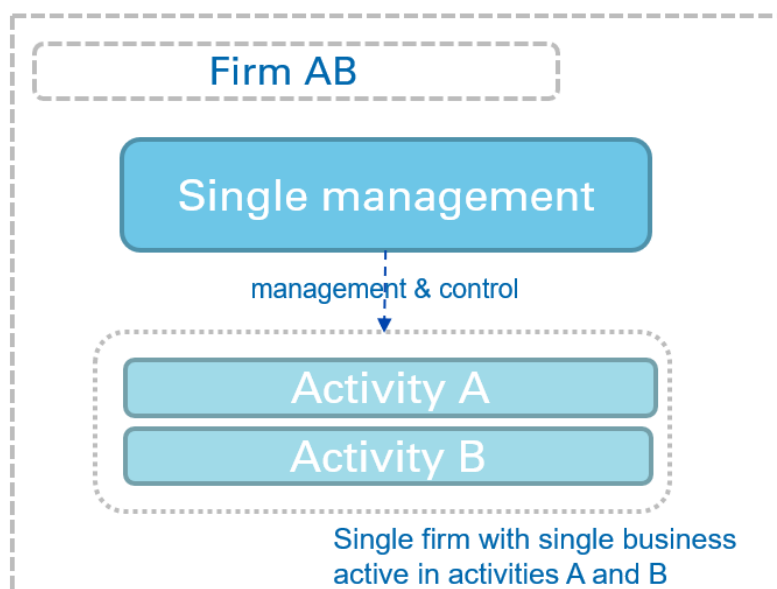 Firm AB
Single management
management & control
Activity A
Activity B
Single firm with single business
active in activities A and B